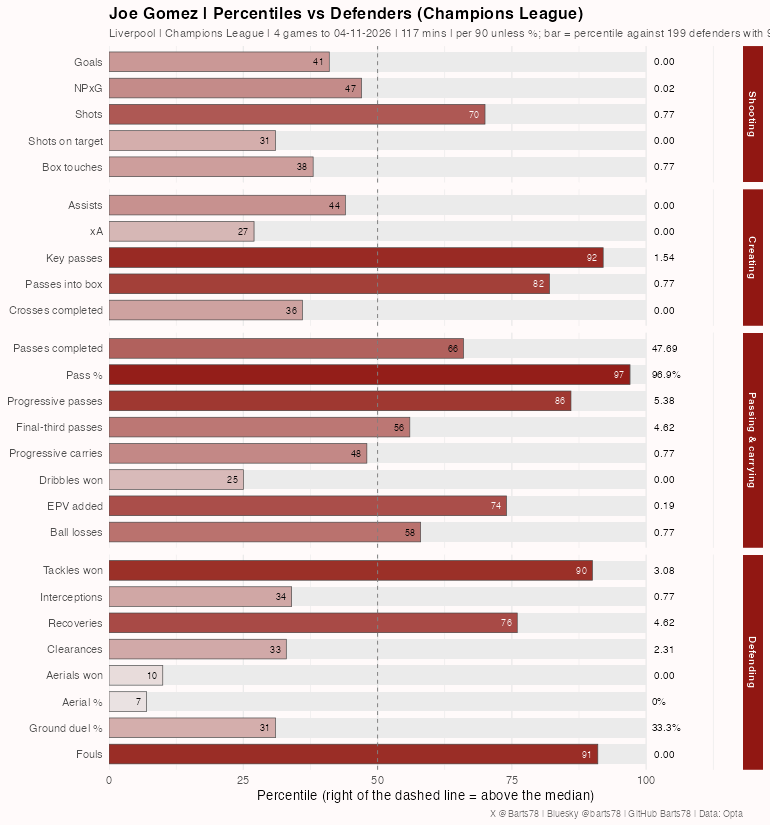 Joe Gomez | Percentiles vs Defenders (Champions League)
Liverpool | Champions League | 4 games to 04-11-2026 | 117 mins | per 90 unless %; bar = percentile against 199 defenders with
Goals 41 0.00
NPxG 47 0.02
Shots 70 0.77
Shots on target 31 0.00
Box touches 38 0.77
Shooting
Assists 44 0.00
xA 27 0.00
Key passes 92 1.54
Passes into box 82 0.77
Crosses completed 36 0.00
Creating
Passes completed 66 47.69
Pass % 97 96.9%
Progressive passes 86 5.38
Final-third passes 56 4.62
Progressive carries 48 0.77
Dribbles won 25 0.00
EPV added 74 0.19
Ball losses 58 0.77
Passing & carrying
Tackles won 90 3.08
Interceptions 34 0.77
Recoveries 76 4.62
Clearances 33 2.31
Aerials won 10 0.00
Aerial % 7 0%
Ground duel % 31 33.3%
Fouls 91 0.00
Defending
0 25 50 75 100
Percentile (right of the dashed line = above the median)
X @Barts78 | Bluesky @barts78 | GitHub Barts78 | Data: Opta